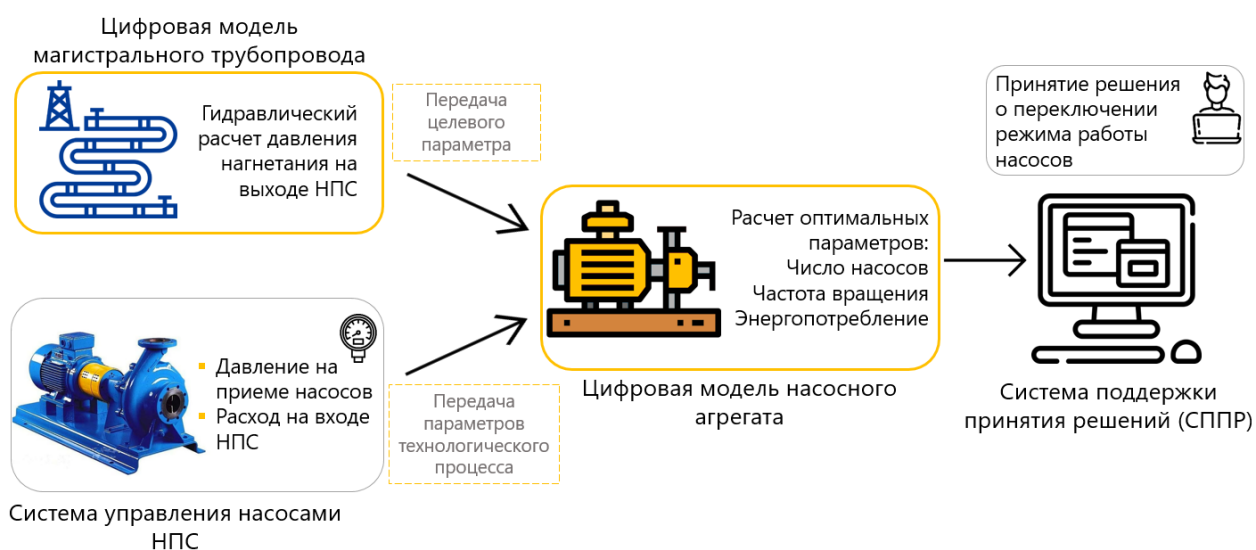 Цифровая модель
магистрального трубопровода
Гидравлический
расчет давления
нагнетания на
выходе НПС
Передача
целевого
параметра
Давление на
приеме насосов
Расход на входе
НПС
Система управления насосами
НПС
Передача
параметров
технологического
процесса
Расчет оптимальных
параметров:
Число насосов
Частота вращения
Энергопотребление
Цифровая модель насосного
агрегата
Принятие решения
о переключении
режима работы
насосов
Система поддержки
принятия решений (СППР)